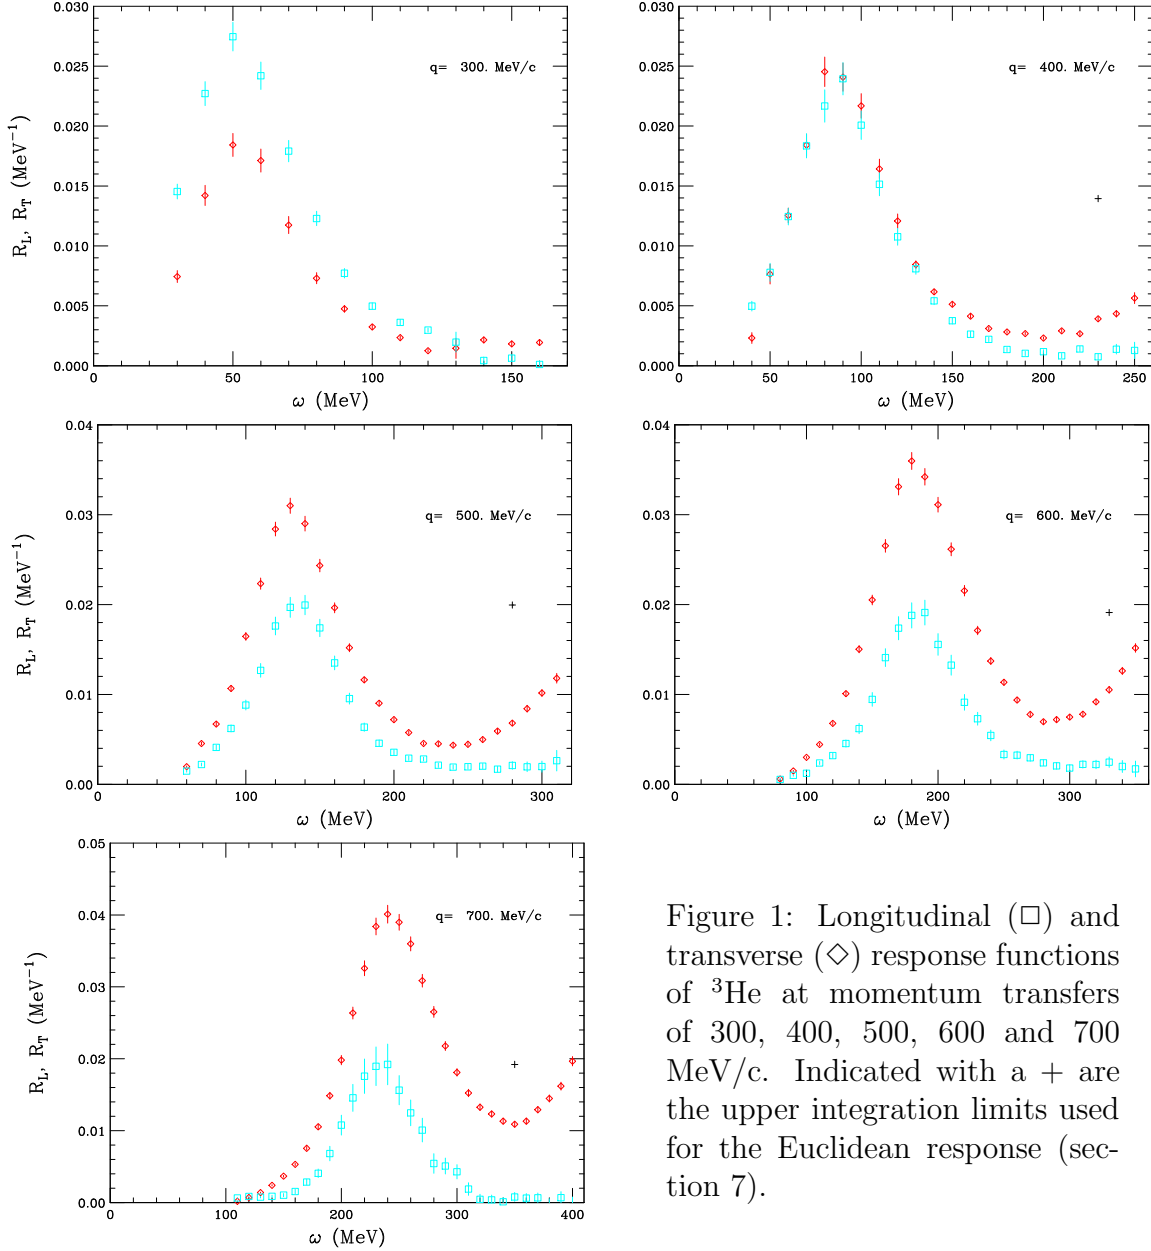 0.030
0.025
0.020
0.015
0.010
0.005
0.000
R_L, R_T (MeV⁻¹)
q= 300. MeV/c
0 50 100 150
ω (MeV)
0.030
0.025
0.020
0.015
0.010
0.005
0.000
q= 400. MeV/c
0 50 100 150 200 250
ω (MeV)
0.04
0.03
0.02
0.01
0.00
R_L, R_T (MeV⁻¹)
q= 500. MeV/c
0 100 200 300
ω (MeV)
0.04
0.03
0.02
0.01
0.00
q= 600. MeV/c
0 100 200 300
ω (MeV)
0.05
0.04
0.03
0.02
0.01
0.00
R_L, R_T (MeV⁻¹)
q= 700. MeV/c
0 100 200 300 400
ω (MeV)
Figure 1: Longitudinal (□) and
transverse (◇) response functions
of ³He at momentum transfers
of 300, 400, 500, 600 and 700
MeV/c. Indicated with a + are
the upper integration limits used
for the Euclidean response (sec-
tion 7).